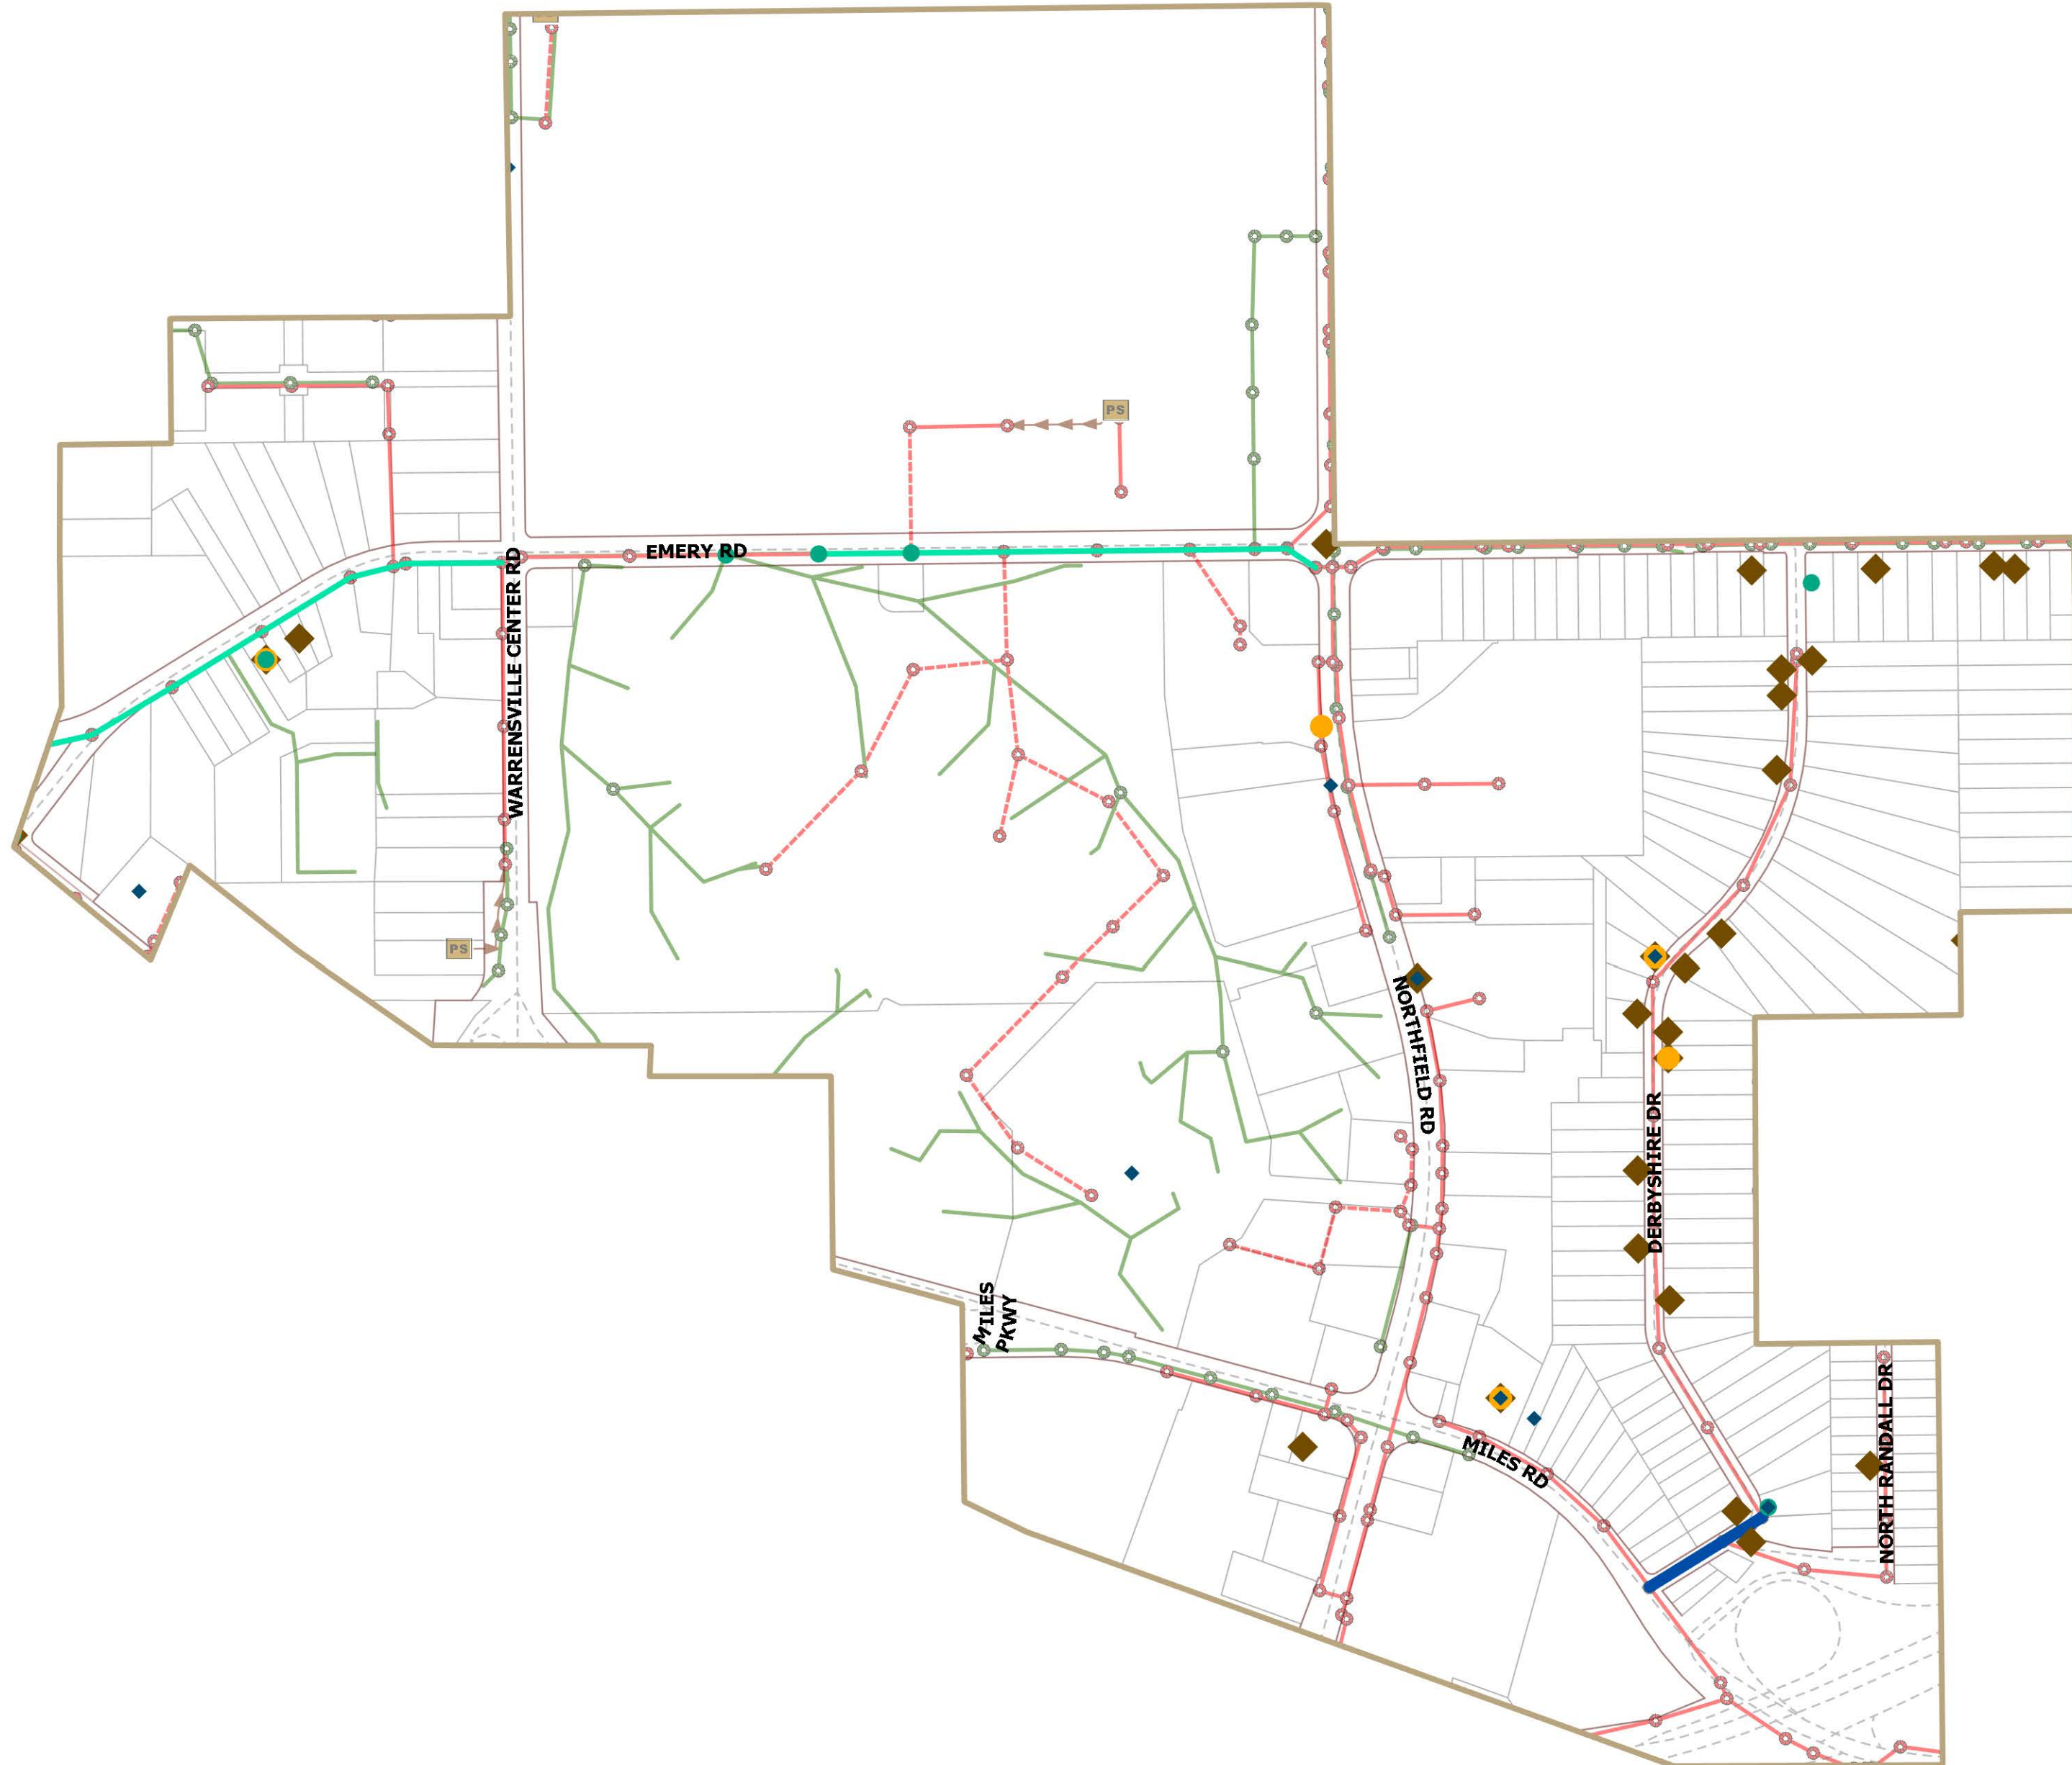 PS
EMERY RD
WARRENSVILLE CENTER RD
PS
NORTHFIELD RD
DERBYSHIRE DR
MILES
PKWY
MILES RD
NORTH RANDALL DR